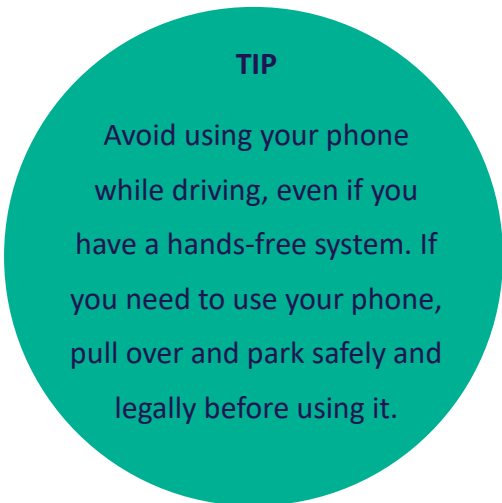 TIP
Avoid using your phone
while driving, even if you
have a hands-free system. If
you need to use your phone,
pull over and park safely and
legally before using it.